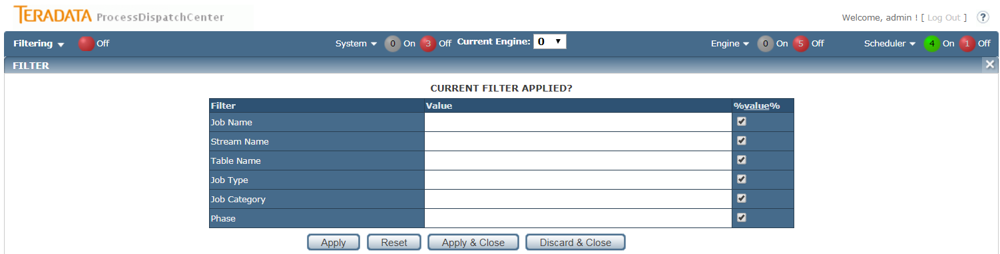 TERADATA ProcessDispatchCenter
Welcome, admin ! [ Log Out ] ?
Filtering Off System 0 On 3 Off Current Engine: 0 Engine 0 On 5 Off Scheduler 4 On 1 Off
FILTER
CURRENT FILTER APPLIED?
Filter Value %value%
Job Name
Stream Name
Table Name
Job Type
Job Category
Phase
Apply Reset Apply & Close Discard & Close